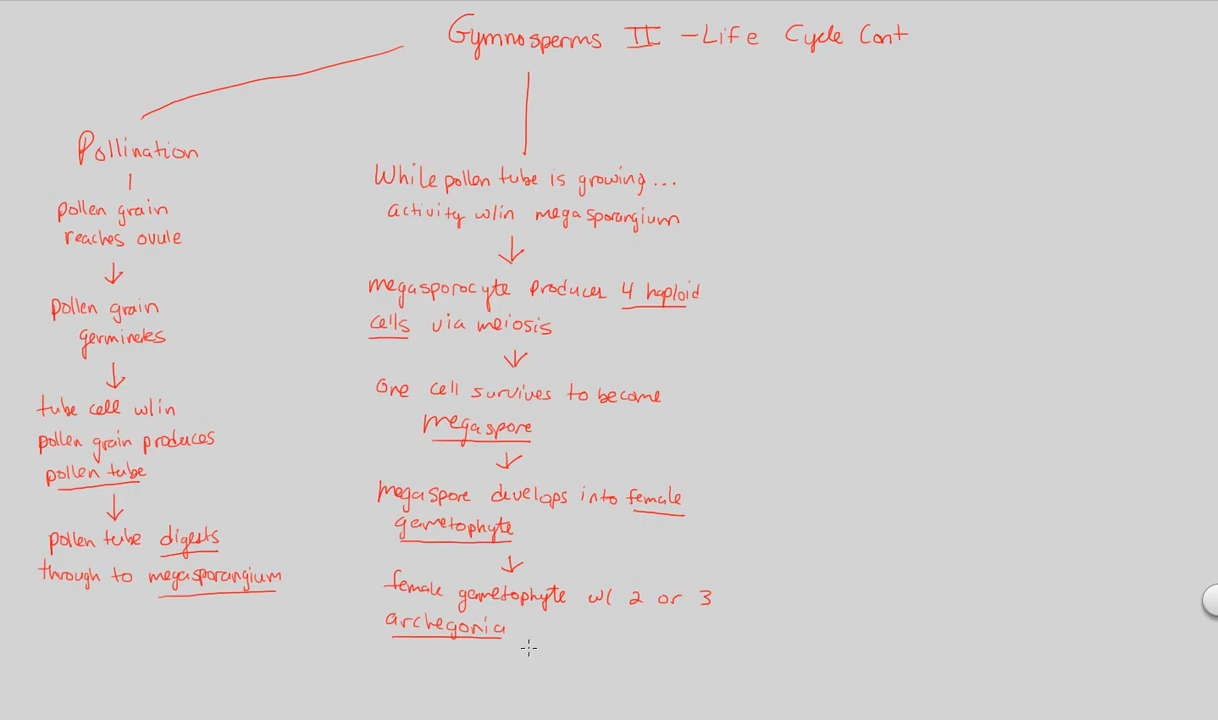 Gymnosperms II - Life Cycle Cont
Pollination
pollen grain
reaches ovule
pollen grain
germinates
tube cell w/in
pollen grain produces
pollen tube
pollen tube digests
through to megasporangium
While pollen tube is growing...
activity w/in megasporangium
megasporocyte produces 4 haploid
cells via meiosis
One cell survives to become
megaspore
megaspore develops into female
gametophyte
female gametophyte w/ 2 or 3
archegonia